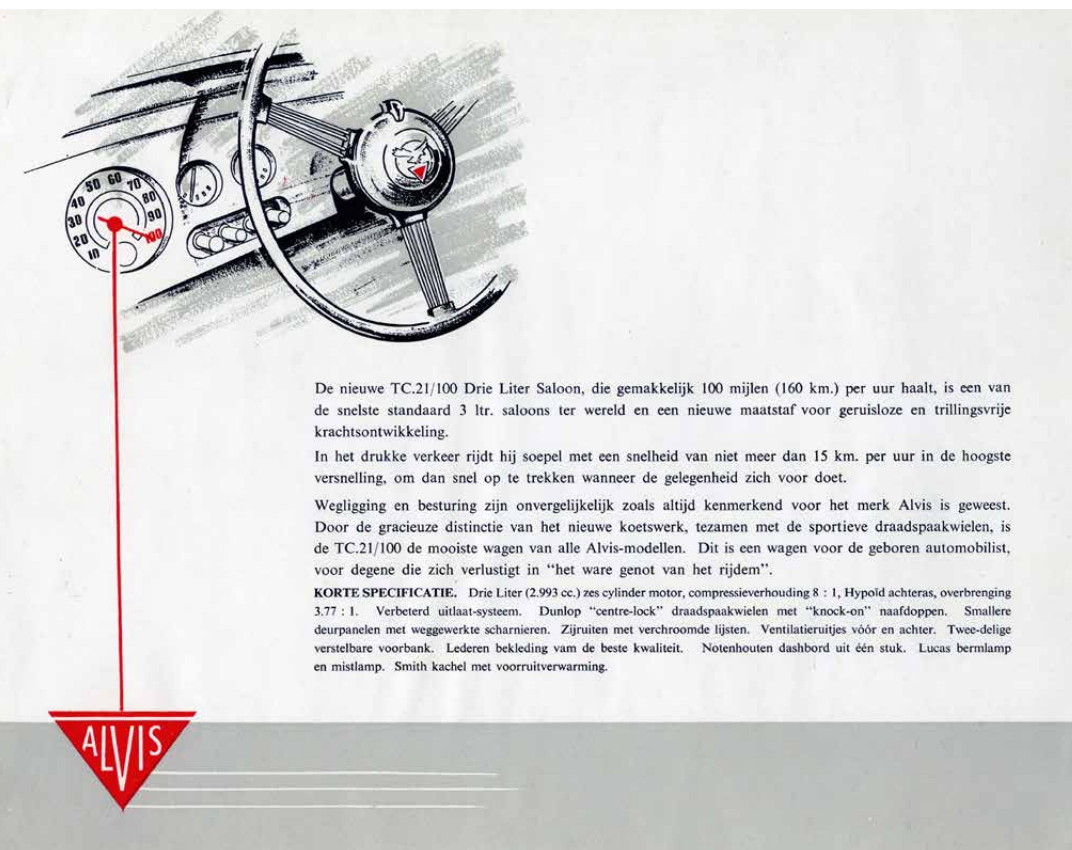 10 20 30 40 50 60 70 80 90 100
De nieuwe TC.21/100 Drie Liter Saloon, die gemakkelijk 100 mijlen (160 km.) per uur haalt, is een van
de snelste standaard 3 ltr. saloons ter wereld en een nieuwe maatstaf voor geruisloze en trillingsvrije
krachtsontwikkeling.
In het drukke verkeer rijdt hij soepel met een snelheid van niet meer dan 15 km. per uur in de hoogste
versnelling, om dan snel op te trekken wanneer de gelegenheid zich voor doet.
Wegligging en besturing zijn onvergelijkelijk zoals altijd kenmerkend voor het merk Alvis is geweest.
Door de gracieuze distinctie van het nieuwe koetswerk, tezamen met de sportieve draadspaakwielen, is
de TC.21/100 de mooiste wagen van alle Alvis-modellen. Dit is een wagen voor de geboren automobilist,
voor degene die zich verlustigt in “het ware genot van het rijdem”.
KORTE SPECIFICATIE. Drie Liter (2.993 cc.) zes cylinder motor, compressieverhouding 8 : 1, Hypoïd achteras, overbrenging
3.77 : 1. Verbeterd uitlaat-systeem. Dunlop “centre-lock” draadspaakwielen met “knock-on” naafdoppen. Smallere
deurpanelen met weggewerkte scharnieren. Zijruiten met verchroomde lijsten. Ventilatieruitjes vóór en achter. Twee-delige
verstelbare voorbank. Lederen bekleding vam de beste kwaliteit. Notenhouten dashbord uit één stuk. Lucas bermlamp
en mistlamp. Smith kachel met voorruitverwarming.
ALVIS